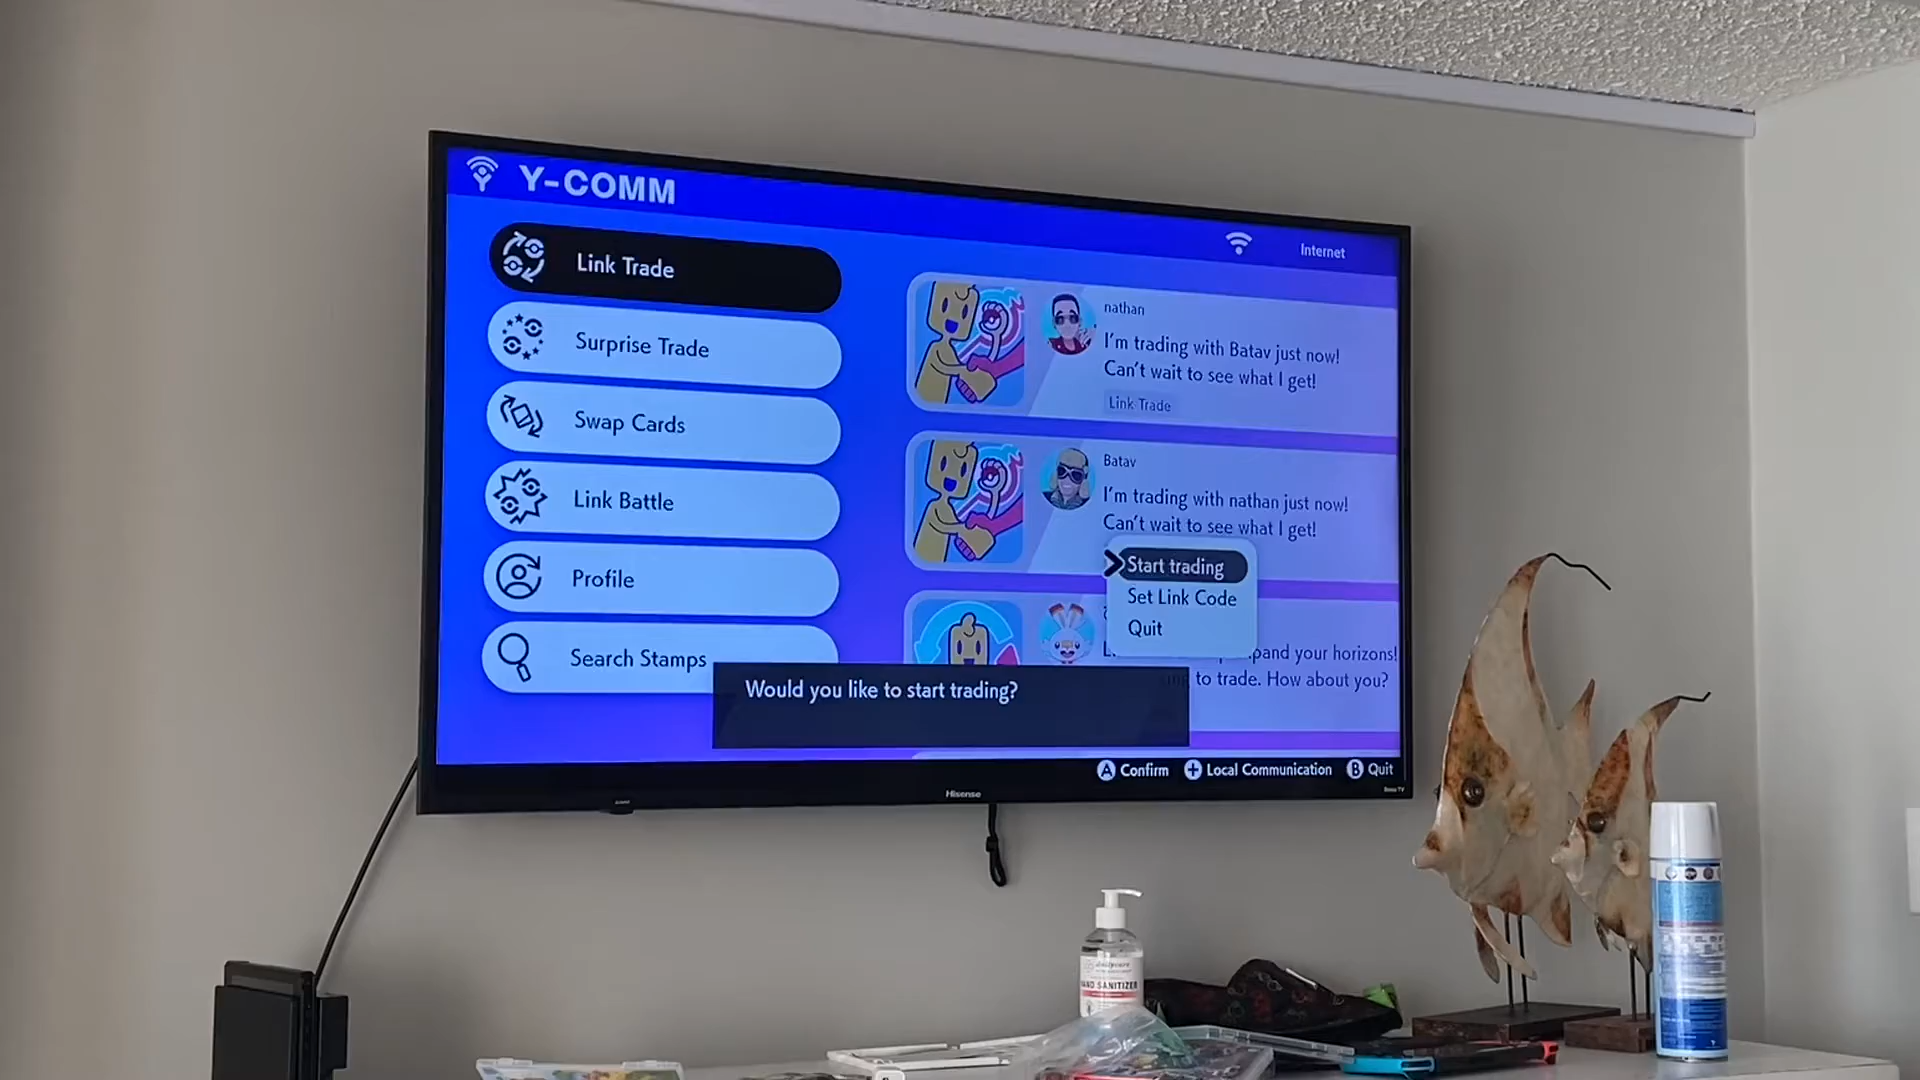 Y-COMM
Internet
Link Trade
Surprise Trade
Swap Cards
Link Battle
Profile
Search Stamps
nathan
I'm trading with Batav just now!
Can't wait to see what I get!
Link Trade
Batav
I'm trading with nathan just now!
Can't wait to see what I get!
Start trading
Set Link Code
Quit
pand your horizons!
to trade. How about you?
Would you like to start trading?
A Confirm
+ Local Communication
B Quit
Hisense
Roku TV
HAND SANITIZER